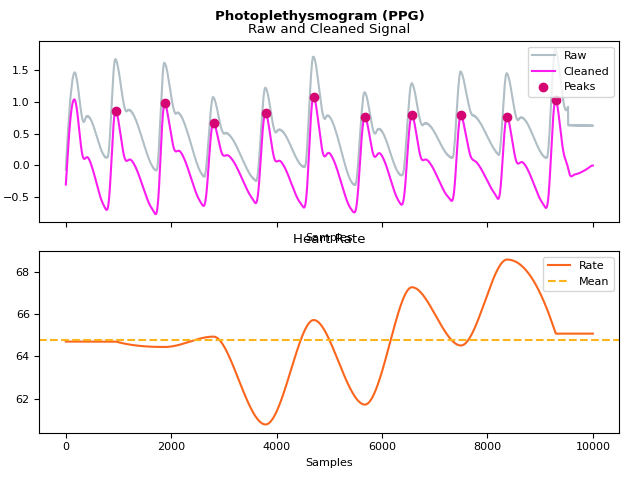 Photoplethysmogram (PPG)
Raw and Cleaned Signal
Raw
Cleaned
Peaks
1.5
1.0
0.5
0.0
−0.5
Samples
Heart Rate
Rate
Mean
68
66
64
62
0
2000
4000
6000
8000
10000
Samples